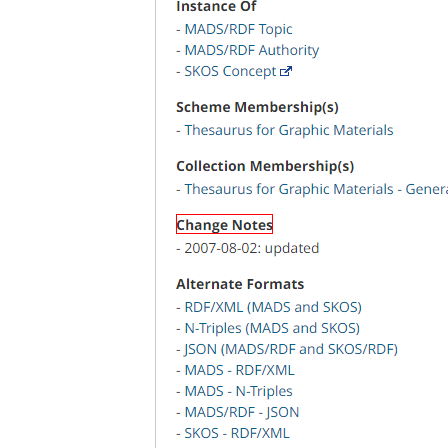 Instance Of
- MADS/RDF Topic
- MADS/RDF Authority
- SKOS Concept
Scheme Membership(s)
- Thesaurus for Graphic Materials
Collection Membership(s)
- Thesaurus for Graphic Materials - Genera
Change Notes
- 2007-08-02: updated
Alternate Formats
- RDF/XML (MADS and SKOS)
- N-Triples (MADS and SKOS)
- JSON (MADS/RDF and SKOS/RDF)
- MADS - RDF/XML
- MADS - N-Triples
- MADS/RDF - JSON
- SKOS - RDF/XML